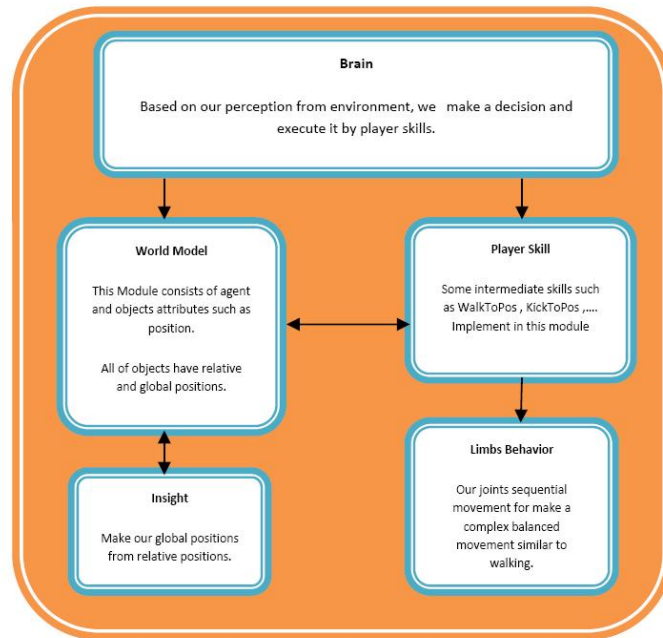 Brain
Based on our perception from environment, we make a decision and
execute it by player skills.
World Model
This Module consists of agent
and objects attributes such as
position.
All of objects have relative
and global positions.
Player Skill
Some intermediate skills such
as WalkToPos , KickToPos ,....
Implement in this module
Insight
Make our global positions
from relative positions.
Limbs Behavior
Our joints sequential
movement for make a
complex balanced
movement similar to
walking.